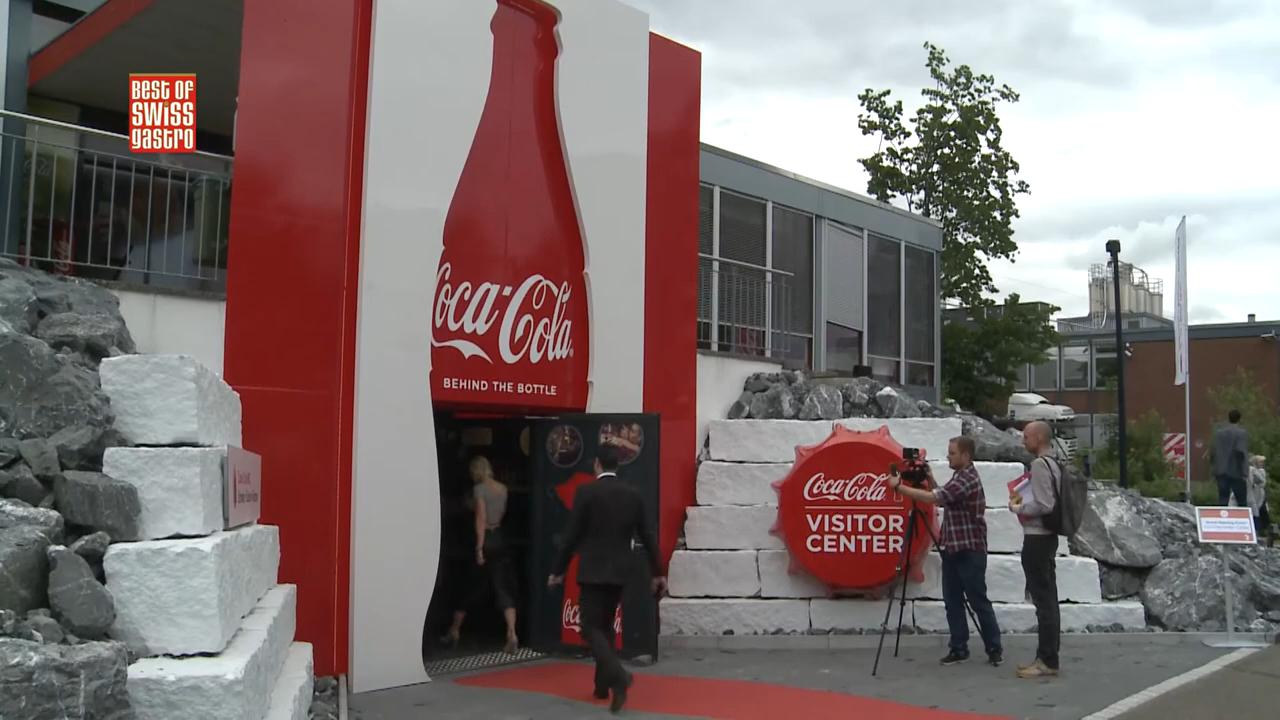 BEST OF
SWiSS
gastro
Coca-Cola
BEHIND THE BOTTLE
Coca-Cola
VISITOR
CENTER